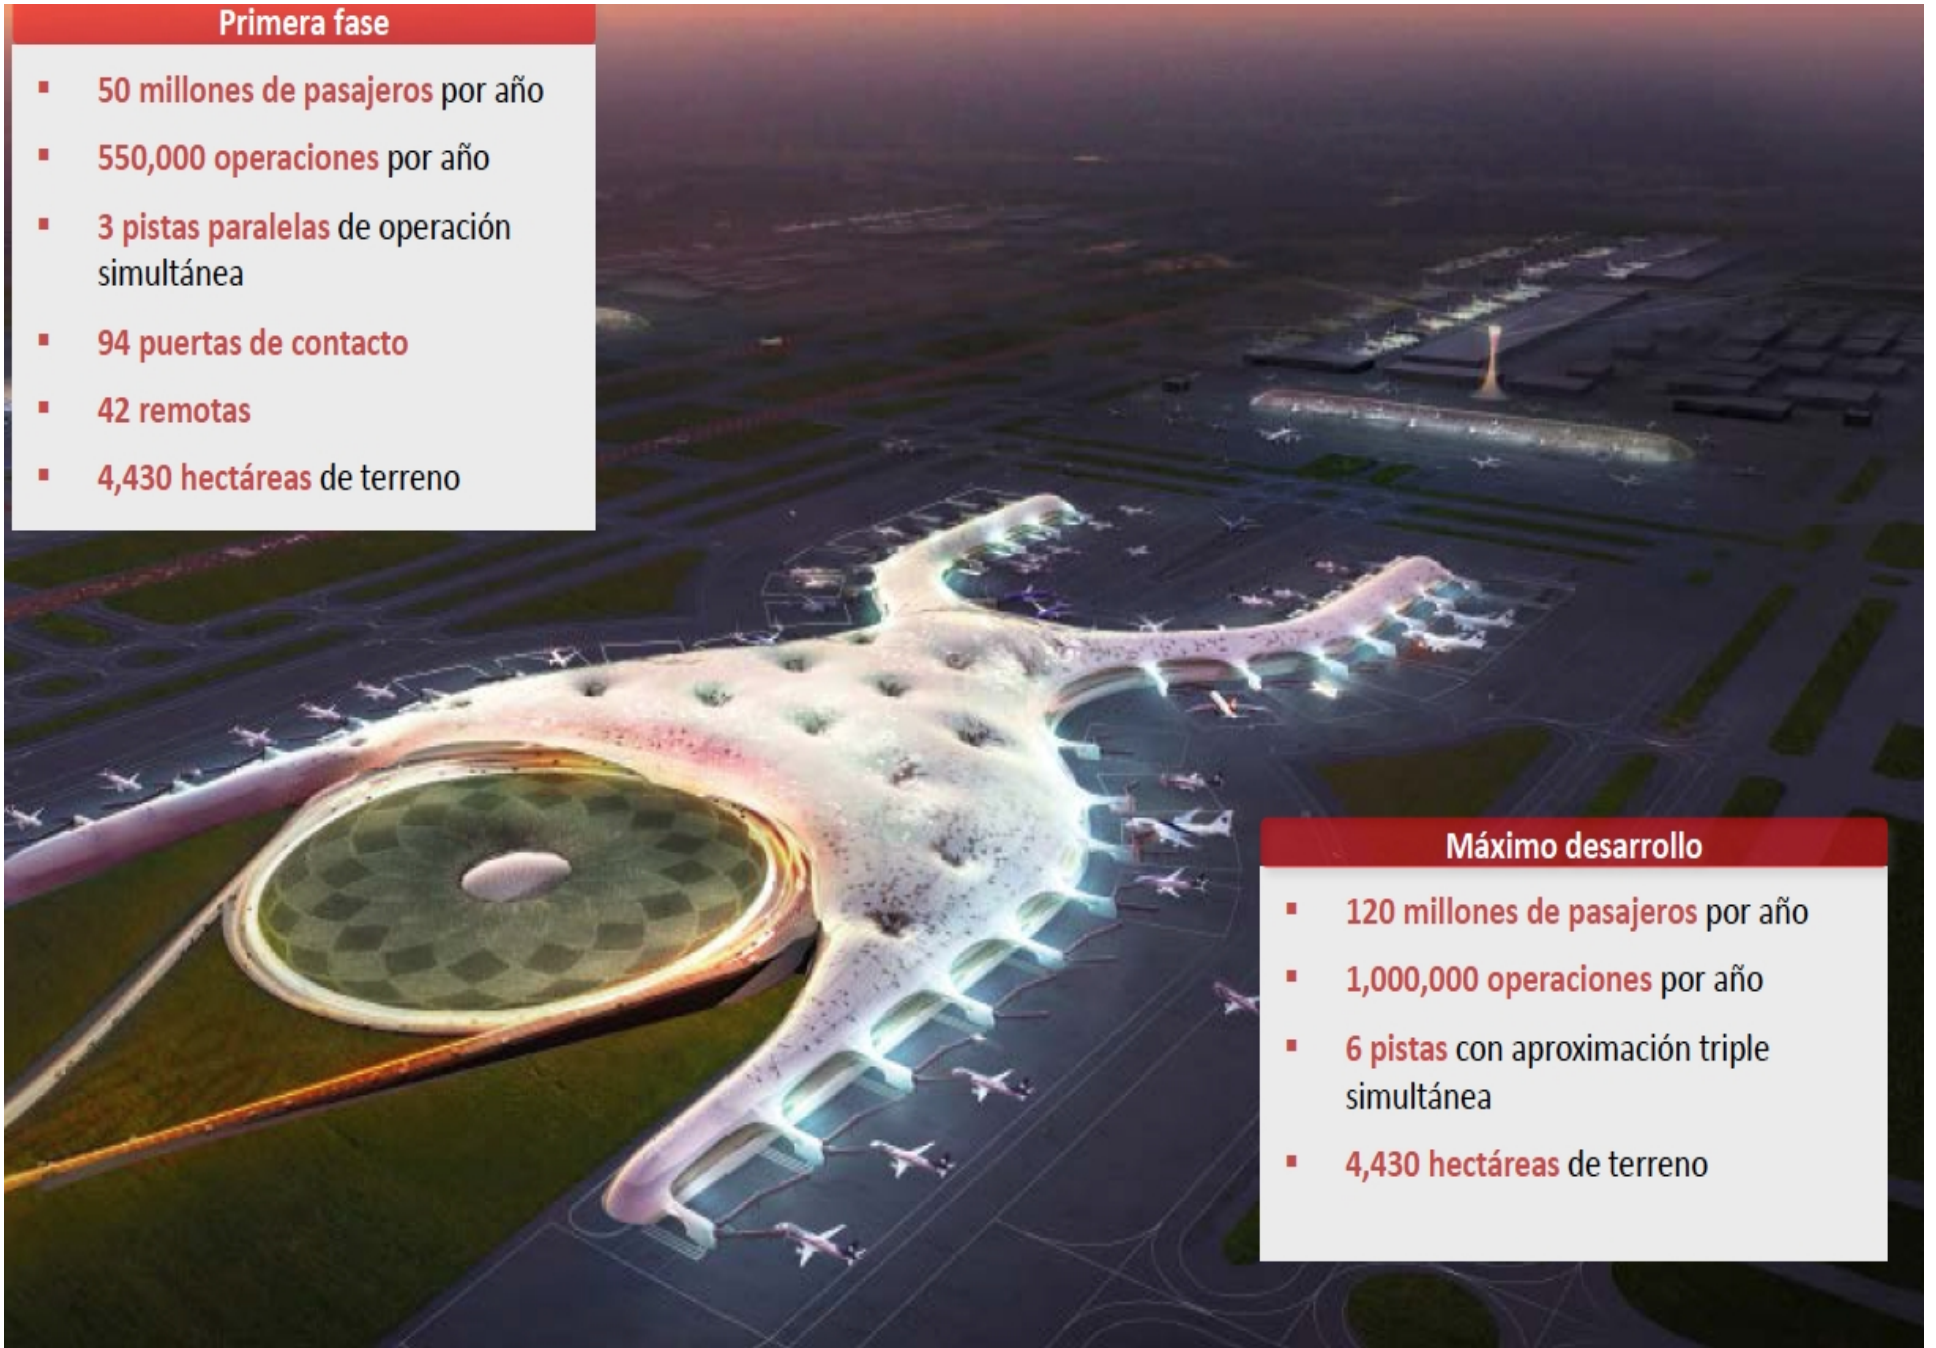 Primera fase
▪ 50 millones de pasajeros por año
▪ 550,000 operaciones por año
▪ 3 pistas paralelas de operación
simultánea
▪ 94 puertas de contacto
▪ 42 remotas
▪ 4,430 hectáreas de terreno
Máximo desarrollo
▪ 120 millones de pasajeros por año
▪ 1,000,000 operaciones por año
▪ 6 pistas con aproximación triple
simultánea
▪ 4,430 hectáreas de terreno